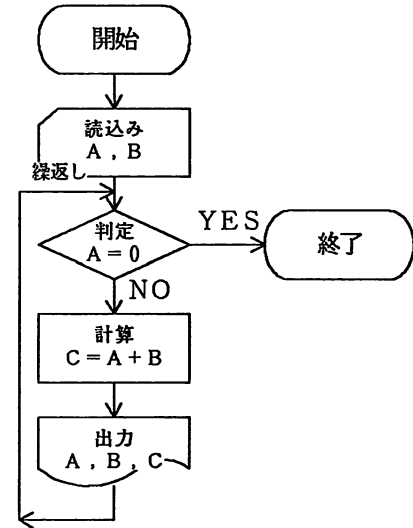 開始
読込み
A , B
繰返し
判定
A = 0
YES
終了
NO
計算
C = A + B
出力
A , B , C